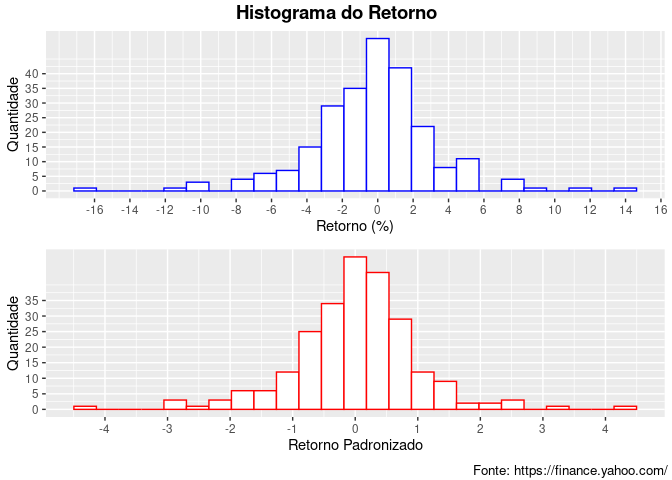 Histograma do Retorno
Quantidade
40
35
30
25
20
15
10
5
0
-16 -14 -12 -10 -8 -6 -4 -2 0 2 4 6 8 10 12 14 16
Retorno (%)
Quantidade
35
30
25
20
15
10
5
0
-4 -3 -2 -1 0 1 2 3 4
Retorno Padronizado
Fonte: https://finance.yahoo.com/